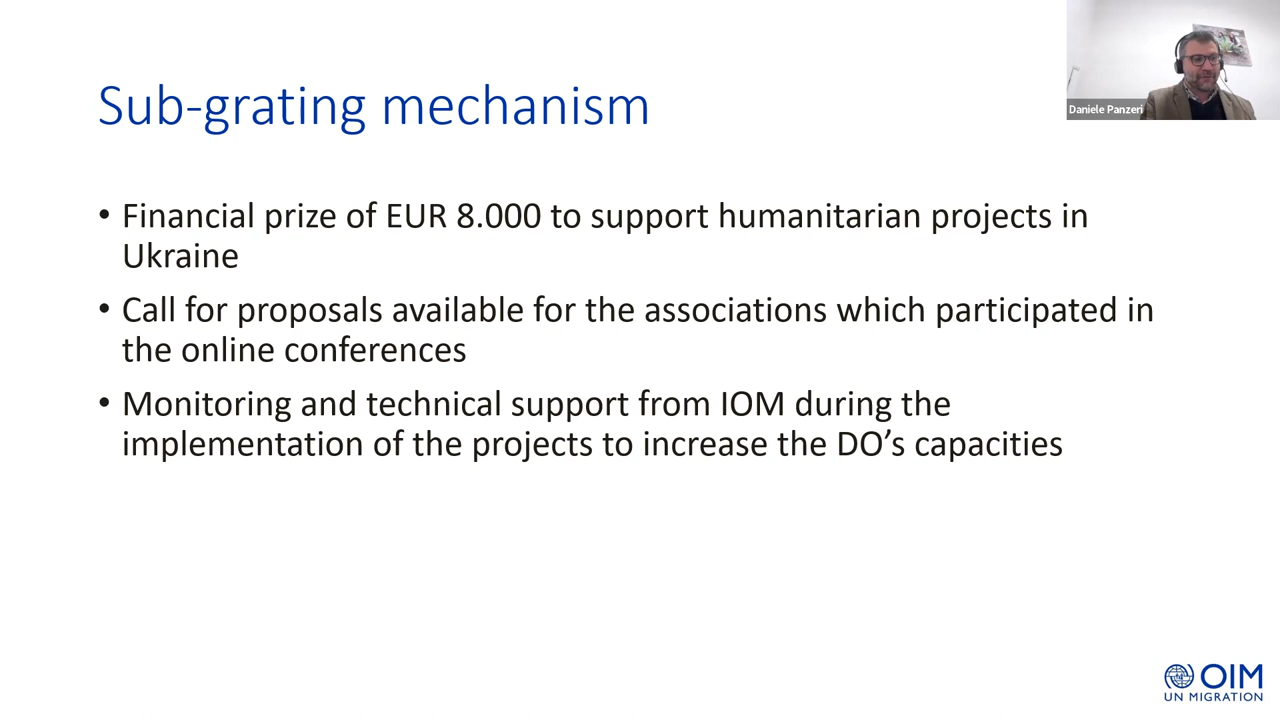 Sub-grating mechanism
Daniele Panzeri
• Financial prize of EUR 8.000 to support humanitarian projects in
Ukraine
• Call for proposals available for the associations which participated in
the online conferences
• Monitoring and technical support from IOM during the
implementation of the projects to increase the DO’s capacities
OIM
UN MIGRATION